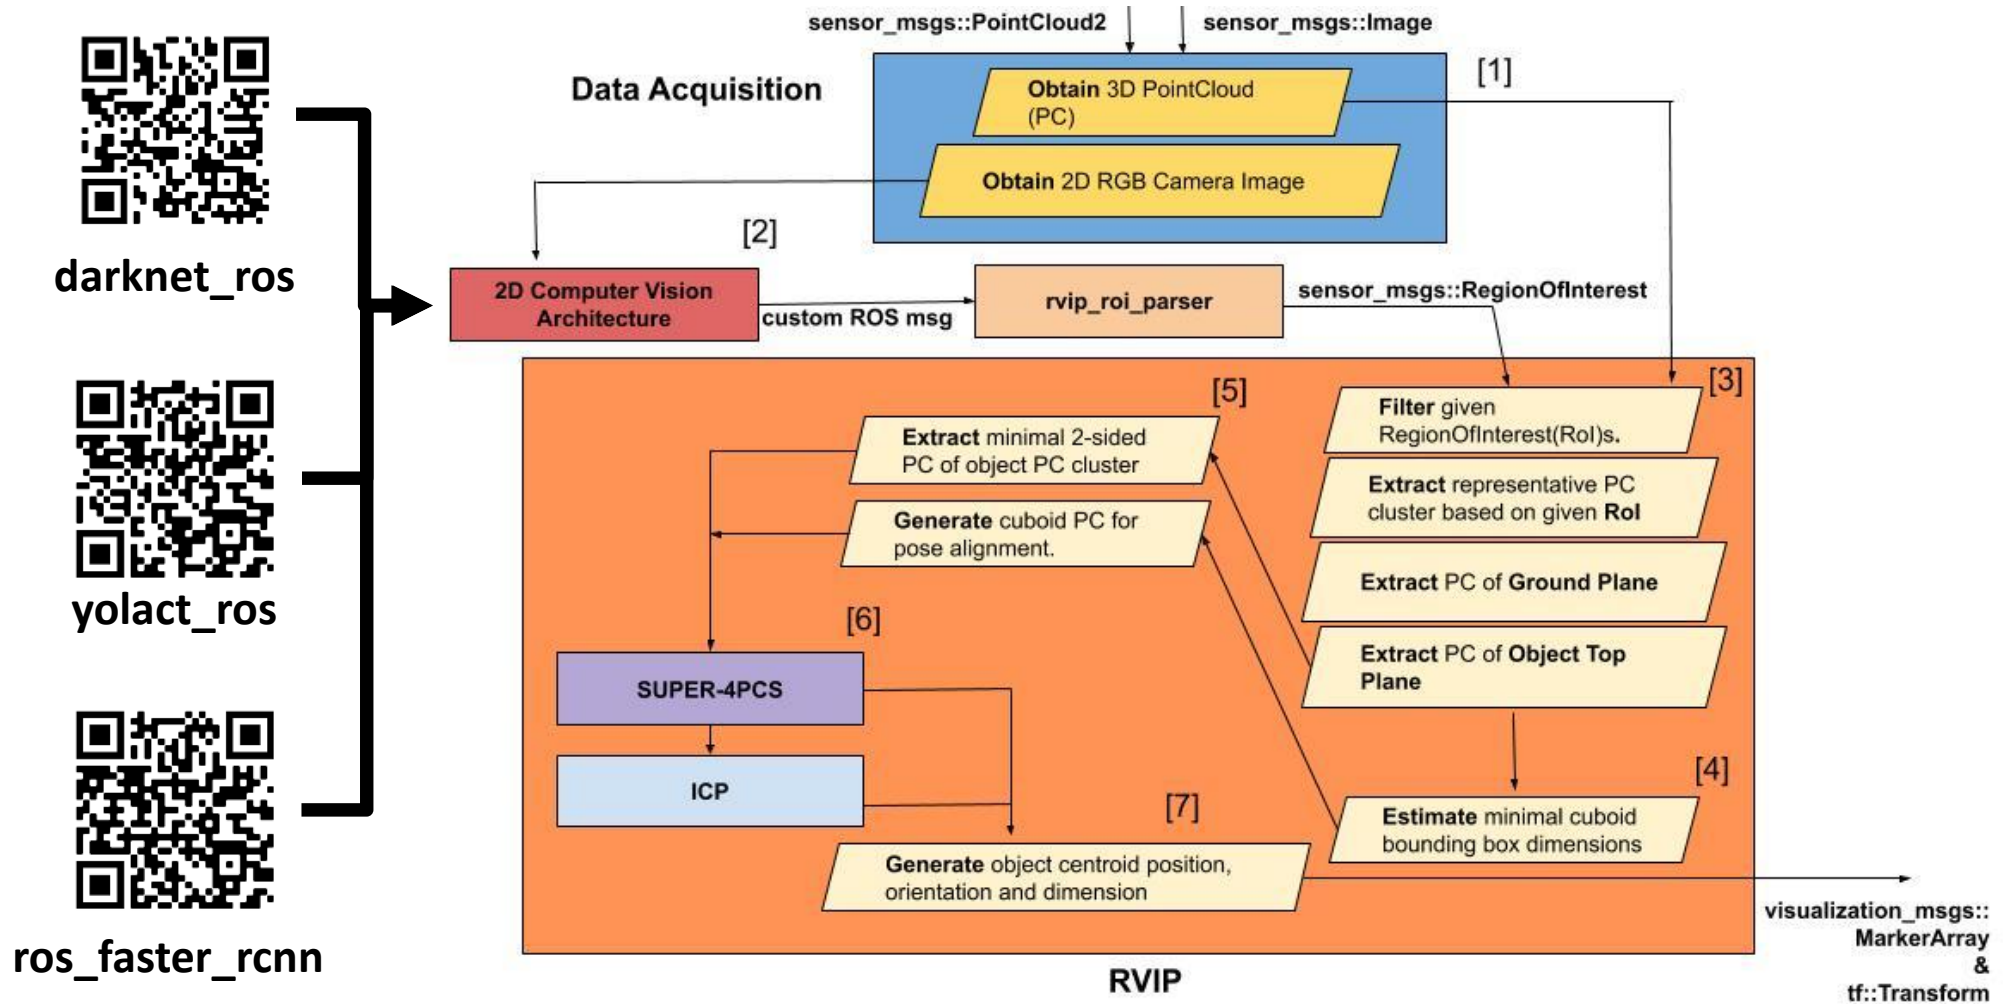 sensor_msgs::PointCloud2
sensor_msgs::Image
Data Acquisition
[1]
Obtain 3D PointCloud
(PC)
Obtain 2D RGB Camera Image
darknet_ros
[2]
2D Computer Vision
Architecture
custom ROS msg
rvip_roi_parser
sensor_msgs::RegionOfInterest
[3]
Filter given
RegionOfInterest(RoI)s.
Extract representative PC
cluster based on given RoI
Extract PC of Ground Plane
Extract PC of Object Top
Plane
[5]
Extract minimal 2-sided
PC of object PC cluster
Generate cuboid PC for
pose alignment.
yolact_ros
[6]
SUPER-4PCS
ICP
[4]
Estimate minimal cuboid
bounding box dimensions
[7]
Generate object centroid position,
orientation and dimension
ros_faster_rcnn
RVIP
visualization_msgs::
MarkerArray
&
tf::Transform